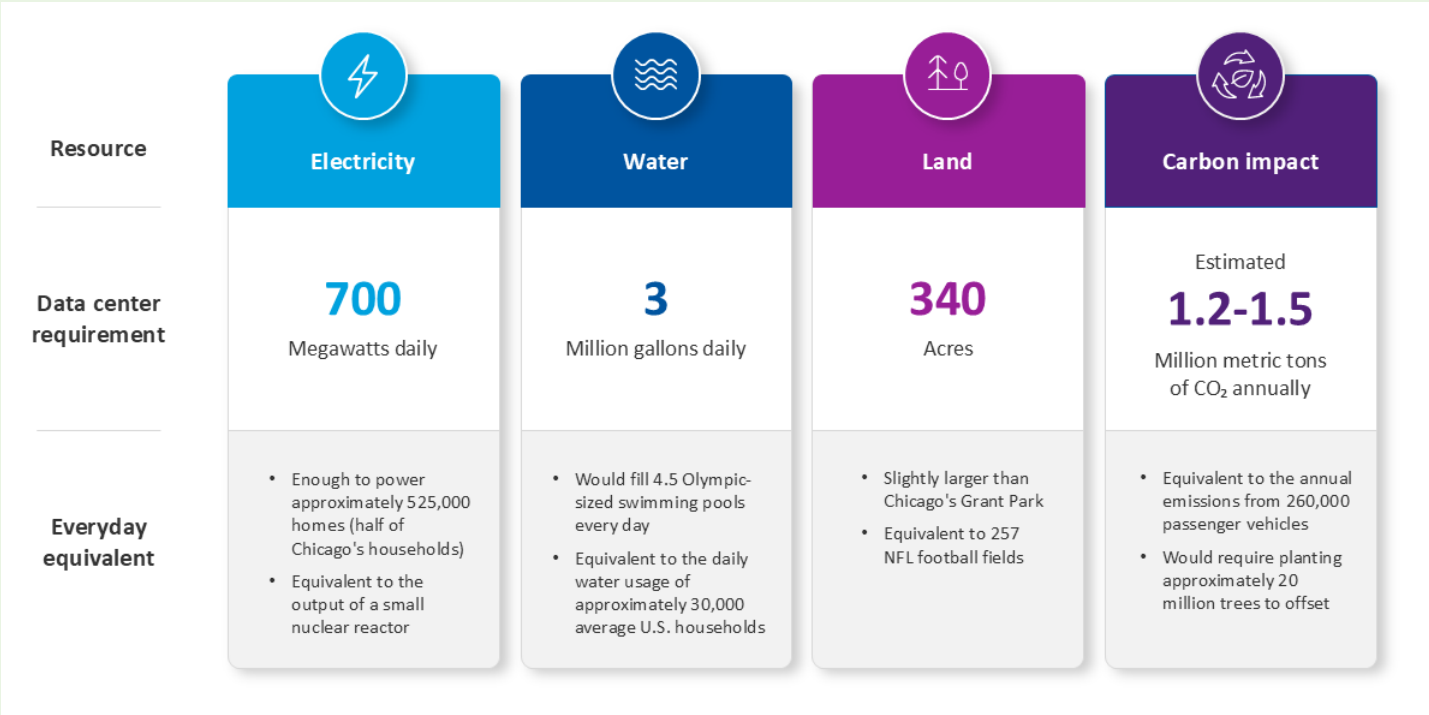 Resource
Electricity
Water
Land
Carbon impact
Data center
requirement
700
Megawatts daily
3
Million gallons daily
340
Acres
Estimated
1.2-1.5
Million metric tons
of CO₂ annually
Everyday
equivalent
• Enough to power
approximately 525,000
homes (half of
Chicago's households)
• Equivalent to the
output of a small
nuclear reactor
• Would fill 4.5 Olympic-
sized swimming pools
every day
• Equivalent to the daily
water usage of
approximately 30,000
average U.S. households
• Slightly larger than
Chicago's Grant Park
• Equivalent to 257
NFL football fields
• Equivalent to the annual
emissions from 260,000
passenger vehicles
• Would require planting
approximately 20
million trees to offset